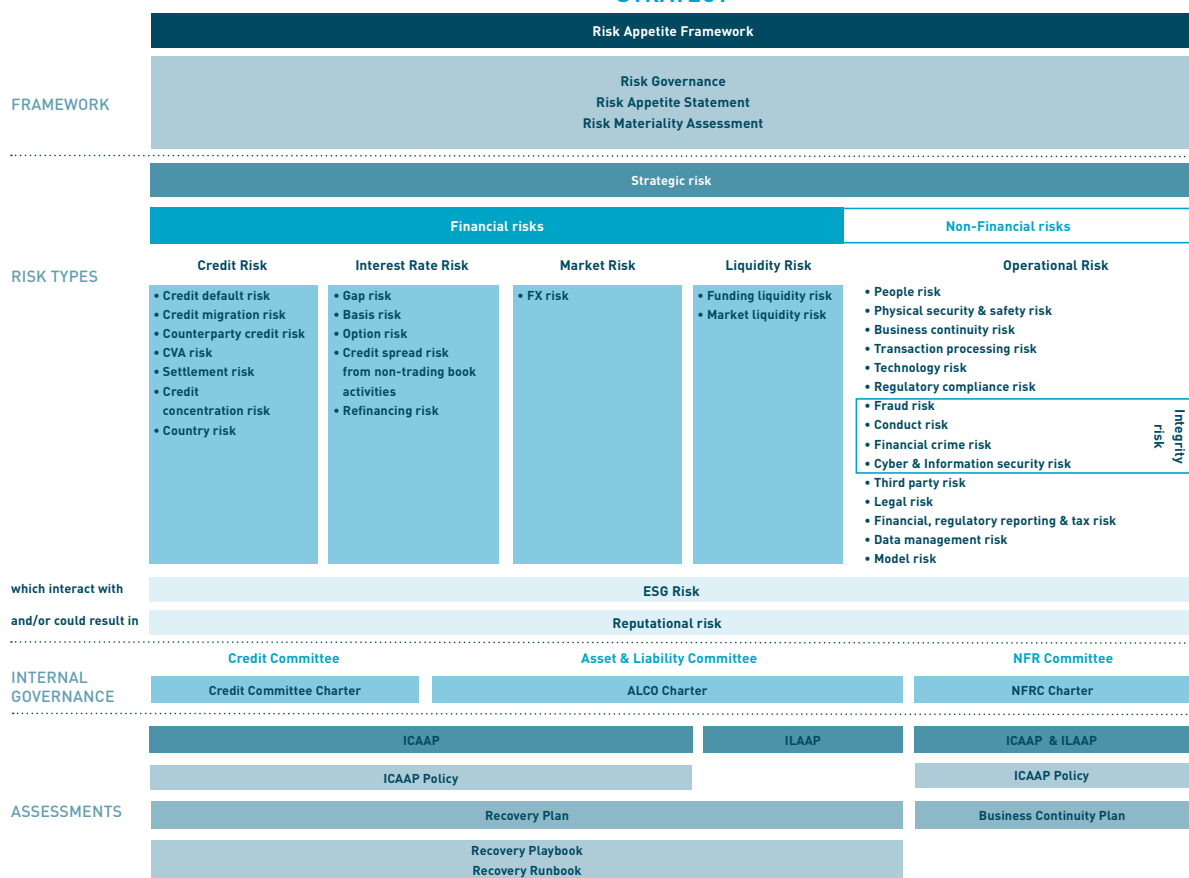 STRATEGY
Risk Appetite Framework
FRAMEWORK
Risk Governance
Risk Appetite Statement
Risk Materiality Assessment
Strategic risk
RISK TYPES
Financial risks
Non-Financial risks
Credit Risk
• Credit default risk
• Credit migration risk
• Counterparty credit risk
• CVA risk
• Settlement risk
• Credit
concentration risk
• Country risk
Interest Rate Risk
• Gap risk
• Basis risk
• Option risk
• Credit spread risk
from non-trading book
activities
• Refinancing risk
Market Risk
• FX risk
Liquidity Risk
• Funding liquidity risk
• Market liquidity risk
Operational Risk
• People risk
• Physical security & safety risk
• Business continuity risk
• Transaction processing risk
• Technology risk
• Regulatory compliance risk
• Fraud risk
• Conduct risk
• Financial crime risk
• Cyber & Information security risk
Integrity
risk
• Third party risk
• Legal risk
• Financial, regulatory reporting & tax risk
• Data management risk
• Model risk
which interact with
ESG Risk
and/or could result in
Reputational risk
INTERNAL
GOVERNANCE
Credit Committee
Asset & Liability Committee
NFR Committee
Credit Committee Charter
ALCO Charter
NFRC Charter
ASSESSMENTS
ICAAP
ILAAP
ICAAP & ILAAP
ICAAP Policy
ICAAP Policy
Recovery Plan
Business Continuity Plan
Recovery Playbook
Recovery Runbook